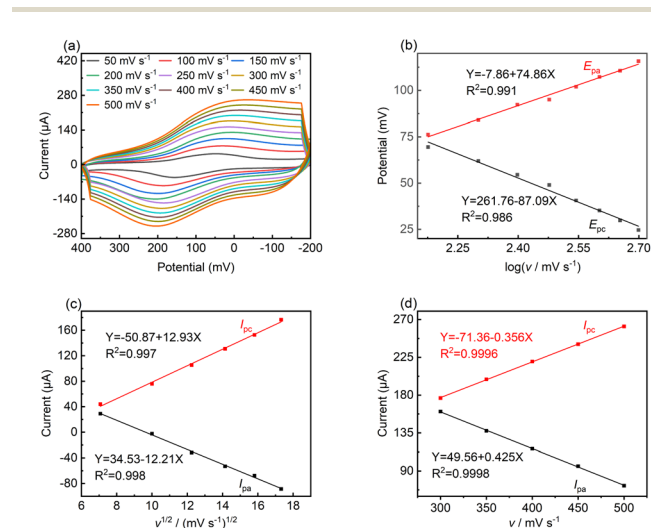 (a)
50 mV s⁻¹ 100 mV s⁻¹ 150 mV s⁻¹
200 mV s⁻¹ 250 mV s⁻¹ 300 mV s⁻¹
350 mV s⁻¹ 400 mV s⁻¹ 450 mV s⁻¹
500 mV s⁻¹
420
280
140
0
-140
-280
Current (µA)
400 300 200 100 0 -100 -200
Potential (mV)
(b)
Y=-7.86+74.86X
R²=0.991
Epa
Y=261.76-87.09X
R²=0.986
Epc
100
75
50
25
Potential (mV)
2.25 2.40 2.55 2.70
log(v / mV s⁻¹)
(c)
Y=-50.87+12.93X
R²=0.997
Ipc
Y=34.53-12.21X
R²=0.998
Ipa
160
120
80
40
0
-40
-80
Current (µA)
6 8 10 12 14 16 18
v¹ᐟ² / (mV s⁻¹)¹ᐟ²
(d)
Y=-71.36-0.356X
R²=0.9996
Ipc
Y=49.56+0.425X
R²=0.9998
Ipa
270
225
180
135
90
Current (µA)
300 350 400 450 500
v / mV s⁻¹